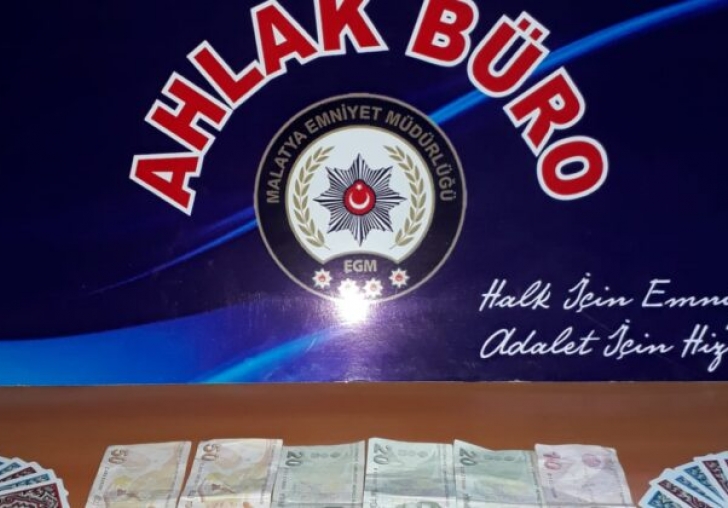 AHLAK BÜRO
MALATYA EMNİYET MÜDÜRLÜĞÜ
EGM
Halk İçin Emn
Adalet İçin Hiz
50 50 20 20 20 10